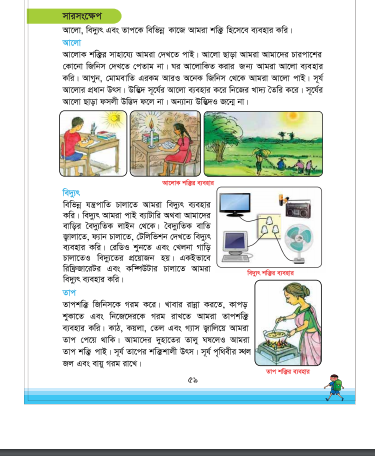 সারসংক্ষেপ
আলো, বিদ্যুৎ এবং তাপকে বিভিন্ন কাজে আমরা শক্তি হিসেবে ব্যবহার করি।
আলো
আলোক শক্তির সাহায্যে আমরা দেখতে পাই। আলো ছাড়া আমরা আমাদের চারপাশের
কোনো জিনিস দেখতে পেতাম না। ঘর আলোকিত করার জন্য আমরা আলো ব্যবহার
করি। আগুন, মোমবাতি এরকম আরও অনেক জিনিস থেকে আমরা আলো পাই। সূর্য
আলোর প্রধান উৎস। উদ্ভিদ সূর্যের আলো ব্যবহার করে নিজের খাদ্য তৈরি করে। সূর্যের
আলো ছাড়া ফসলী উদ্ভিদ ফলে না। অন্যান্য উদ্ভিদও জন্মে না।
আলোক শক্তির ব্যবহার
বিদ্যুৎ
বিভিন্ন যন্ত্রপাতি চালাতে আমরা বিদ্যুৎ ব্যবহার
করি। বিদ্যুৎ আমরা পাই ব্যাটারি অথবা আমাদের
বাড়ির বৈদ্যুতিক লাইন থেকে। বৈদ্যুতিক বাতি
জ্বালাতে, ফ্যান চালাতে, টেলিভিশন দেখতে বিদ্যুৎ
ব্যবহার করি। রেডিও শুনতে এবং খেলনা গাড়ি
চালাতেও বিদ্যুতের প্রয়োজন হয়। একইভাবে
রিফ্রিজারেটর এবং কম্পিউটার চালাতে আমরা
বিদ্যুৎ ব্যবহার করি।
বিদ্যুৎ শক্তির ব্যবহার
তাপ
তাপশক্তি জিনিসকে গরম করে। খাবার রান্না করতে, কাপড়
শুকাতে এবং নিজেদেরকে গরম রাখতে আমরা তাপশক্তি
ব্যবহার করি। কাঠ, কয়লা, তেল এবং গ্যাস জ্বালিয়ে আমরা
তাপ পেয়ে থাকি। আমাদের দুহাতের তালু ঘষলেও আমরা
তাপ শক্তি পাই। সূর্য তাপের শক্তিশালী উৎস। সূর্য পৃথিবীর স্থল
জল এবং বায়ু গরম রাখে।
তাপ শক্তির ব্যবহার
৫৯